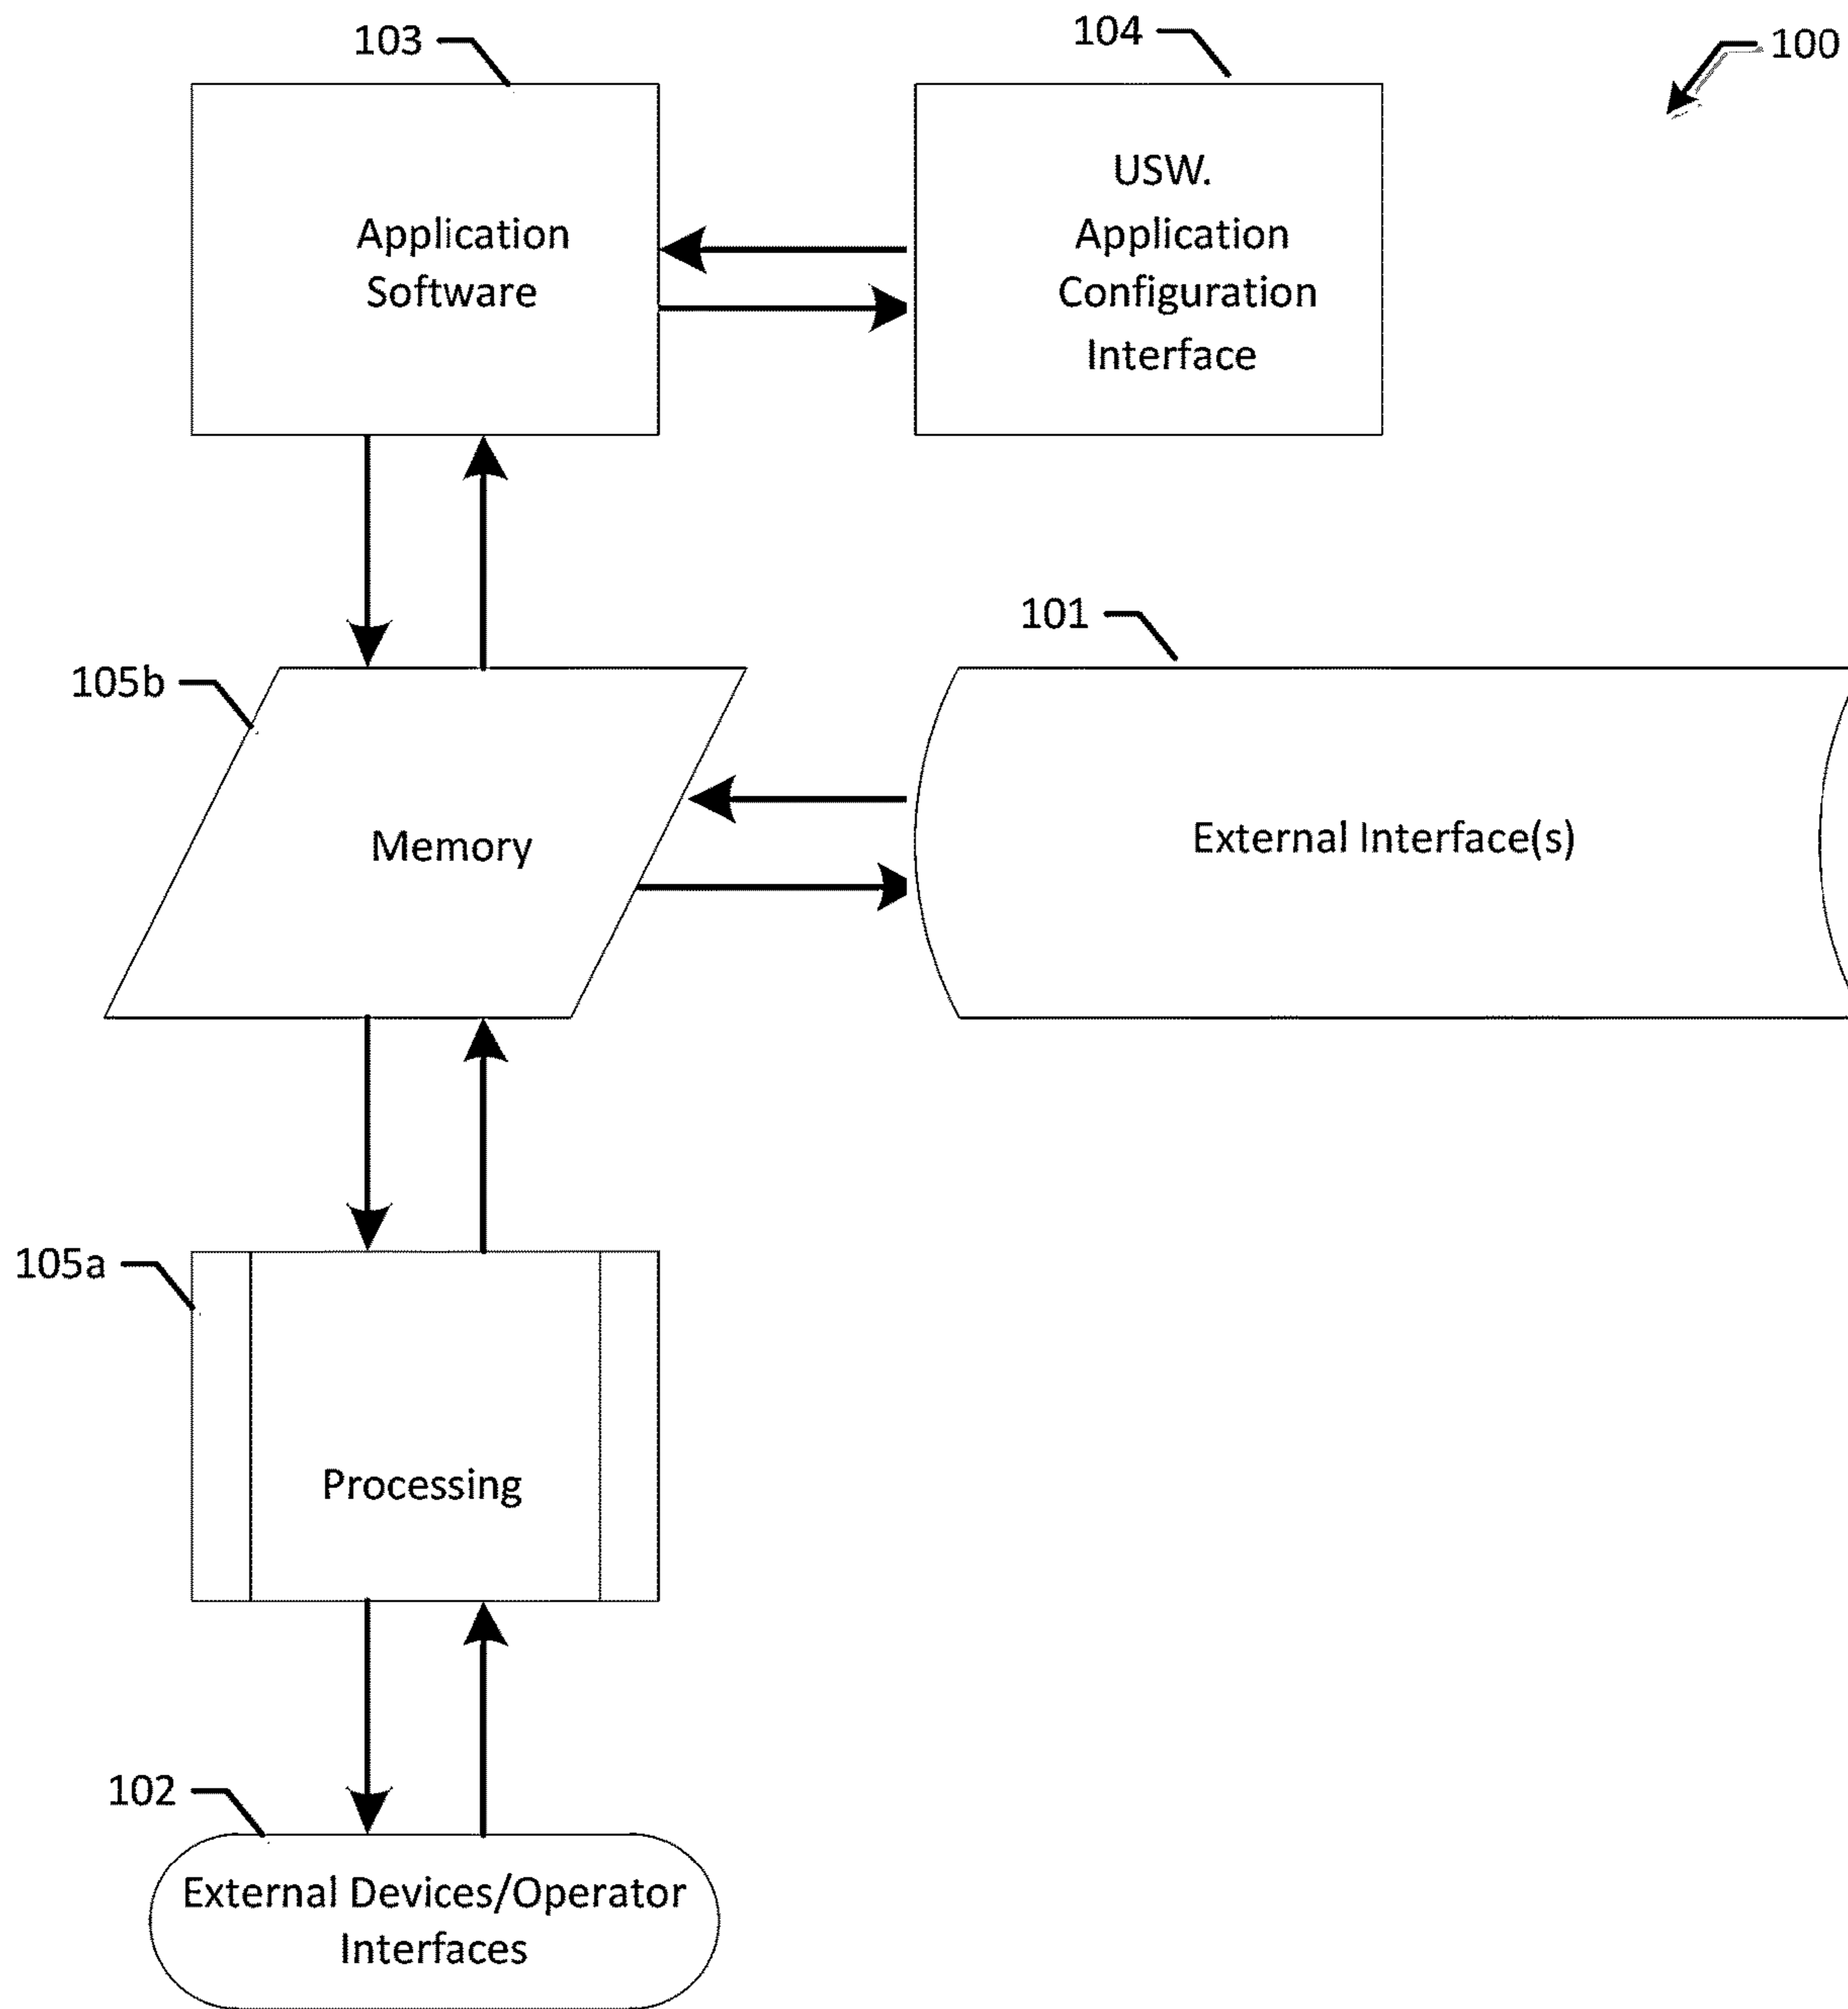 103
104
100
Application
Software
USW.
Application
Configuration
Interface
101
105b
Memory
External Interface(s)
105a
Processing
102
External Devices/Operator
Interfaces